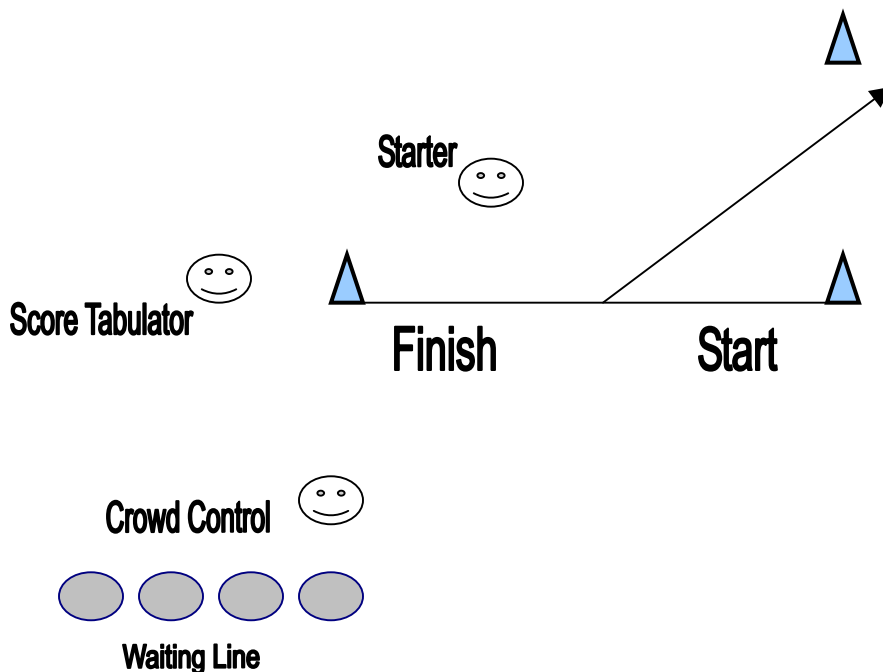 Starter
Score Tabulator
Finish
Start
Crowd Control
Waiting Line